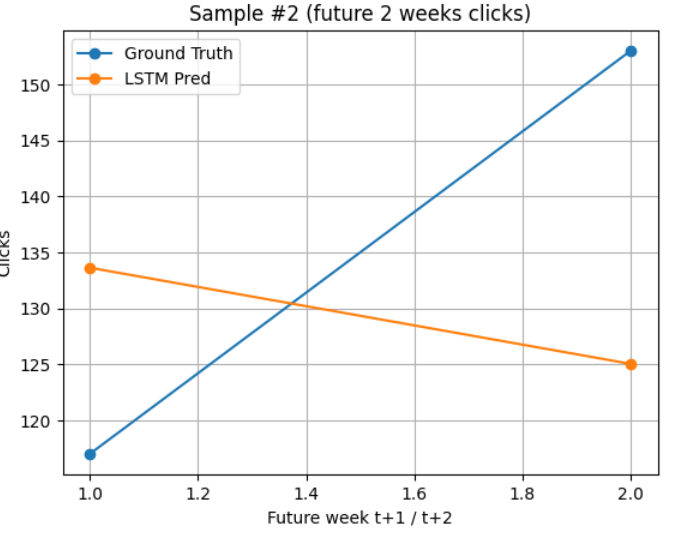 Sample #2 (future 2 weeks clicks)
Ground Truth
LSTM Pred
Clicks
150
145
140
135
130
125
120
1.0 1.2 1.4 1.6 1.8 2.0
Future week t+1 / t+2